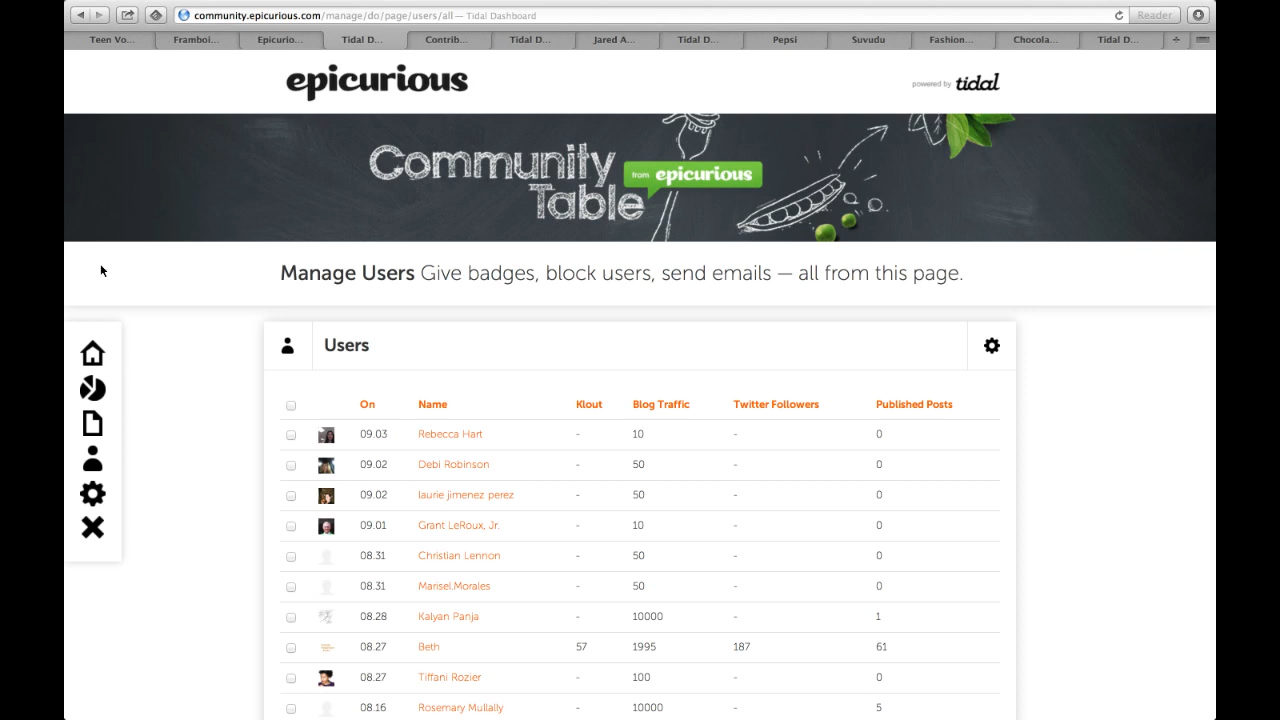 community.epicurious.com/manage/do/page/users/all — Tidal Dashboard
Reader
Teen Vo... Framboi... Epicurio... Tidal D... Contrib... Tidal D... Jared A... Tidal D... Pepsi Suvudu Fashion... Chocola... Tidal D...
epicurious
powered by tidal
Community
from epicurious
Table
Manage Users Give badges, block users, send emails — all from this page.
Users
On Name Klout Blog Traffic Twitter Followers Published Posts
09.03 Rebecca Hart - 10 - 0
09.02 Debi Robinson - 50 - 0
09.02 laurie jimenez perez - 50 - 0
09.01 Grant LeRoux, Jr. - 10 - 0
08.31 Christian Lennon - 50 - 0
08.31 Marisel.Morales - 50 - 0
08.28 Kalyan Panja - 10000 - 1
08.27 Beth 57 1995 187 61
08.27 Tiffani Rozier - 100 - 0
08.16 Rosemary Mullally - 10000 - 5